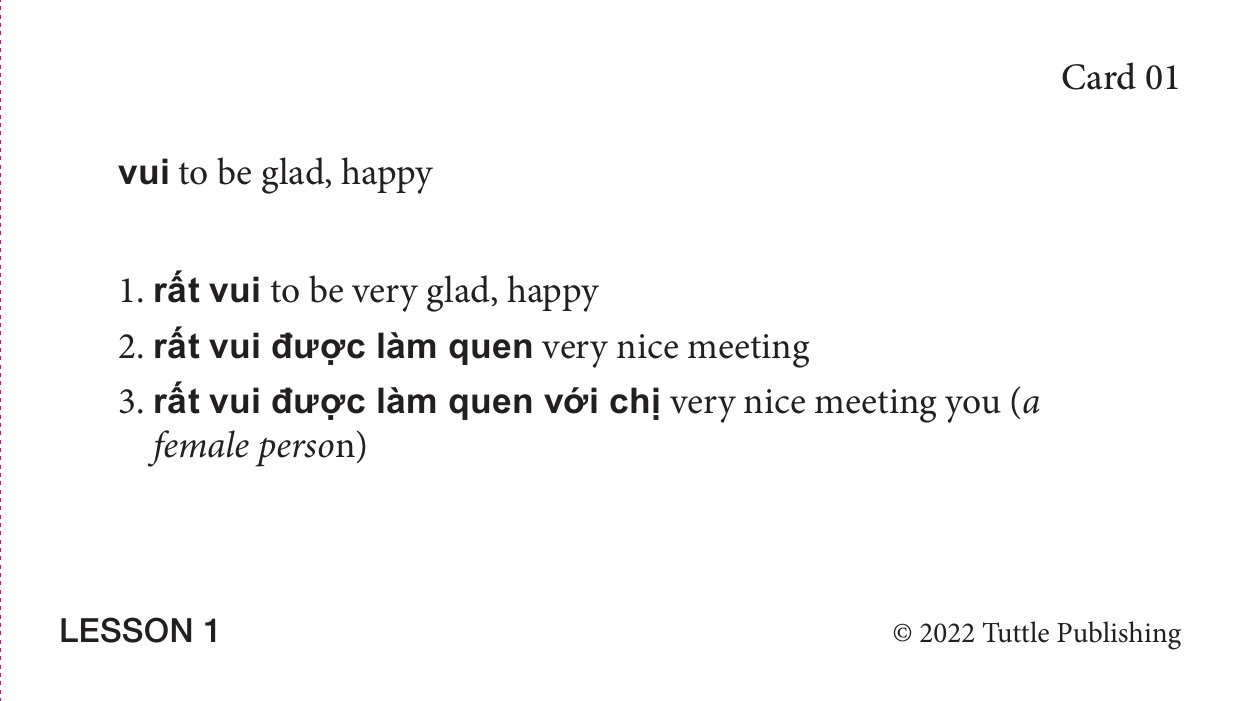 Card 01
vui to be glad, happy
1. rất vui to be very glad, happy
2. rất vui được làm quen very nice meeting
3. rất vui được làm quen với chị very nice meeting you (a
female person)
LESSON 1
© 2022 Tuttle Publishing